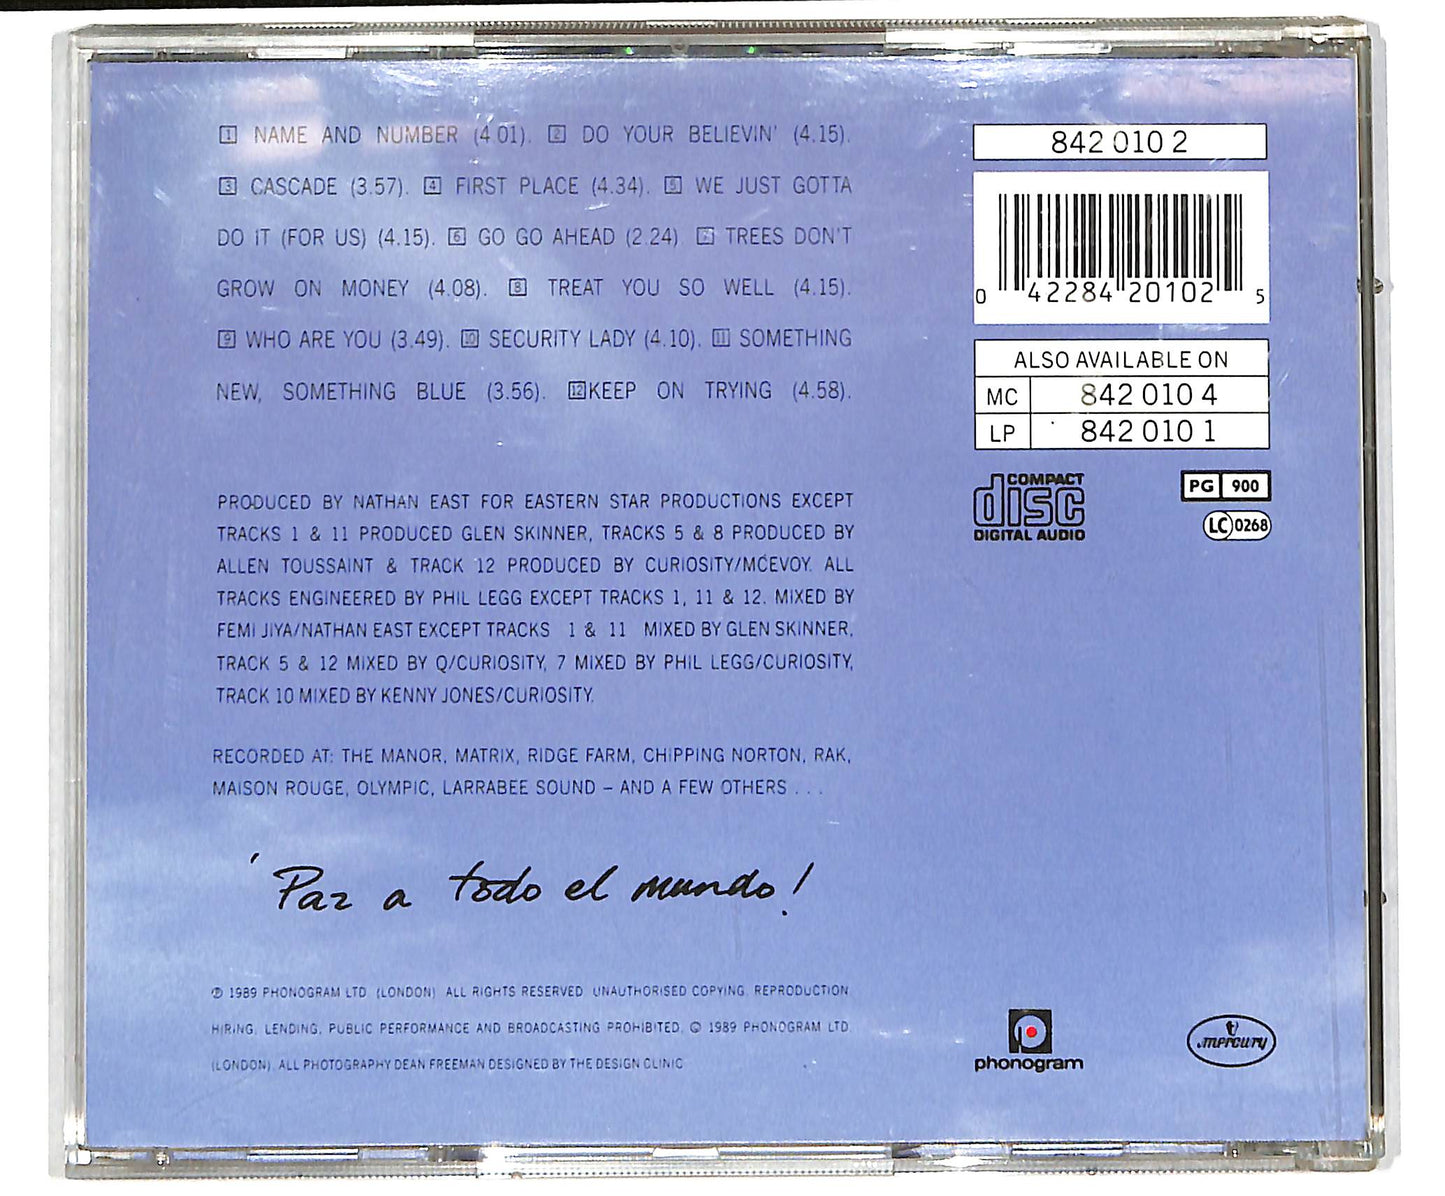 1 NAME AND NUMBER (4 01). 2 DO YOUR BELIEVIN' (4.15).
3 CASCADE (3.57). 4 FIRST PLACE (4.34). 5 WE JUST GOTTA
DO IT (FOR US) (4.15). 6 GO GO AHEAD (2.24). 7 TREES DON'T
GROW ON MONEY (4.08). 8 TREAT YOU SO WELL (4.15).
9 WHO ARE YOU (3.49). 10 SECURITY LADY (4.10). 11 SOMETHING
NEW, SOMETHING BLUE (3.56). 12 KEEP ON TRYING (4.58).
PRODUCED BY NATHAN EAST FOR EASTERN STAR PRODUCTIONS EXCEPT
TRACKS 1 & 11 PRODUCED GLEN SKINNER, TRACKS 5 & 8 PRODUCED BY
ALLEN TOUSSAINT & TRACK 12 PRODUCED BY CURIOSITY/MCEVOY. ALL
TRACKS ENGINEERED BY PHIL LEGG EXCEPT TRACKS 1, 11 & 12. MIXED BY
FEMI JIYA/NATHAN EAST EXCEPT TRACKS 1 & 11 MIXED BY GLEN SKINNER,
TRACK 5 & 12 MIXED BY Q/CURIOSITY, 7 MIXED BY PHIL LEGG/CURIOSITY,
TRACK 10 MIXED BY KENNY JONES/CURIOSITY.
RECORDED AT: THE MANOR, MATRIX, RIDGE FARM, CHIPPING NORTON, RAK,
MAISON ROUGE, OLYMPIC, LARRABEE SOUND – AND A FEW OTHERS . . .
'Paz a todo el mundo!
℗ 1989 PHONOGRAM LTD. (LONDON). ALL RIGHTS RESERVED. UNAUTHORISED COPYING, REPRODUCTION,
HIRING, LENDING, PUBLIC PERFORMANCE AND BROADCASTING PROHIBITED. © 1989 PHONOGRAM LTD.
(LONDON). ALL PHOTOGRAPHY DEAN FREEMAN DESIGNED BY THE DESIGN CLINIC
842 010 2
0 42284 20102 5
ALSO AVAILABLE ON
MC 842 010 4
LP 842 010 1
COMPACT
disc
DIGITAL AUDIO
PG 900
LC 0268
phonogram
mercury